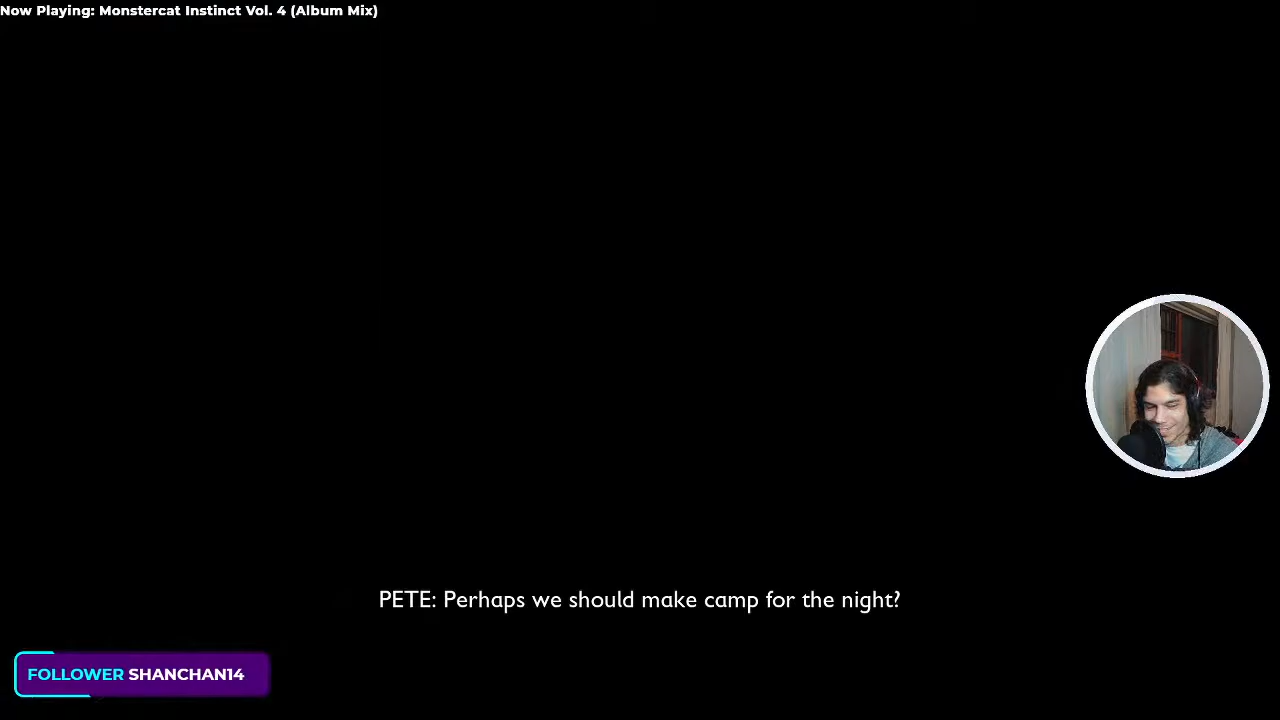 Now Playing: Monstercat Instinct Vol. 4 (Album Mix)
PETE: Perhaps we should make camp for the night?
FOLLOWER SHANCHAN14